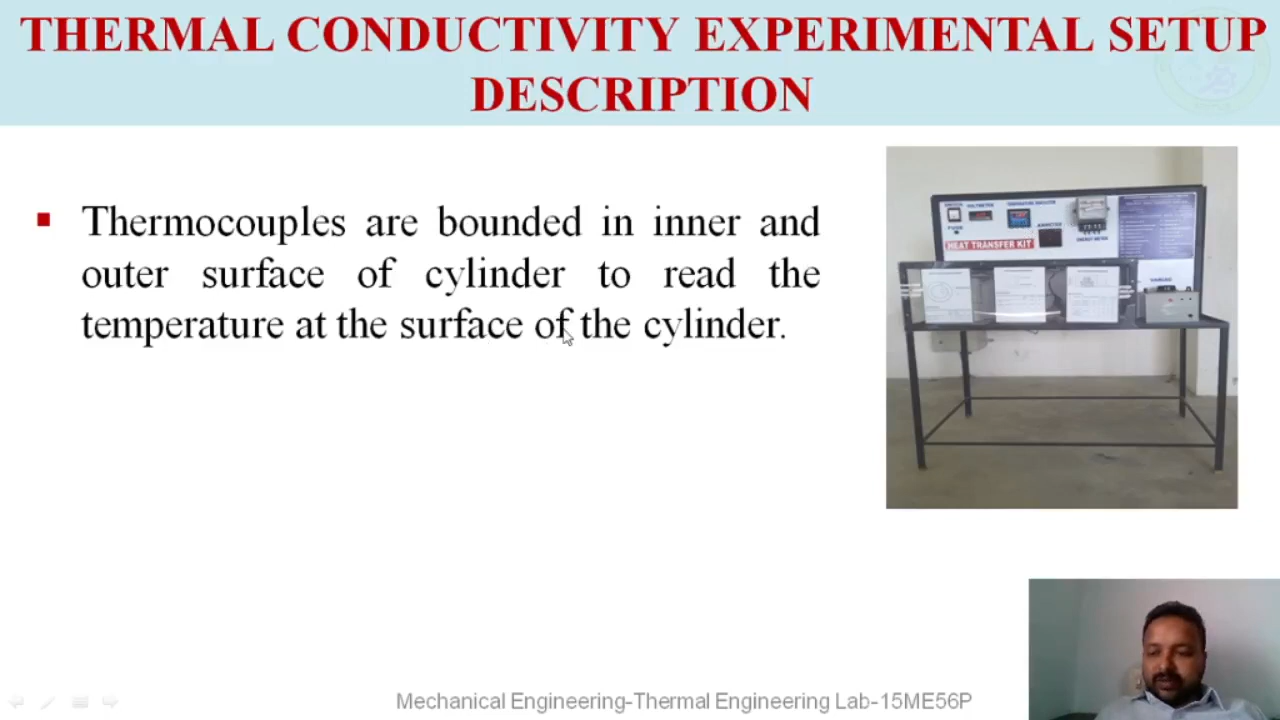 THERMAL CONDUCTIVITY EXPERIMENTAL SETUP
DESCRIPTION
Thermocouples are bounded in inner and
outer surface of cylinder to read the
temperature at the surface of the cylinder.
HEAT TRANSFER KIT
Mechanical Engineering-Thermal Engineering Lab-15ME56P